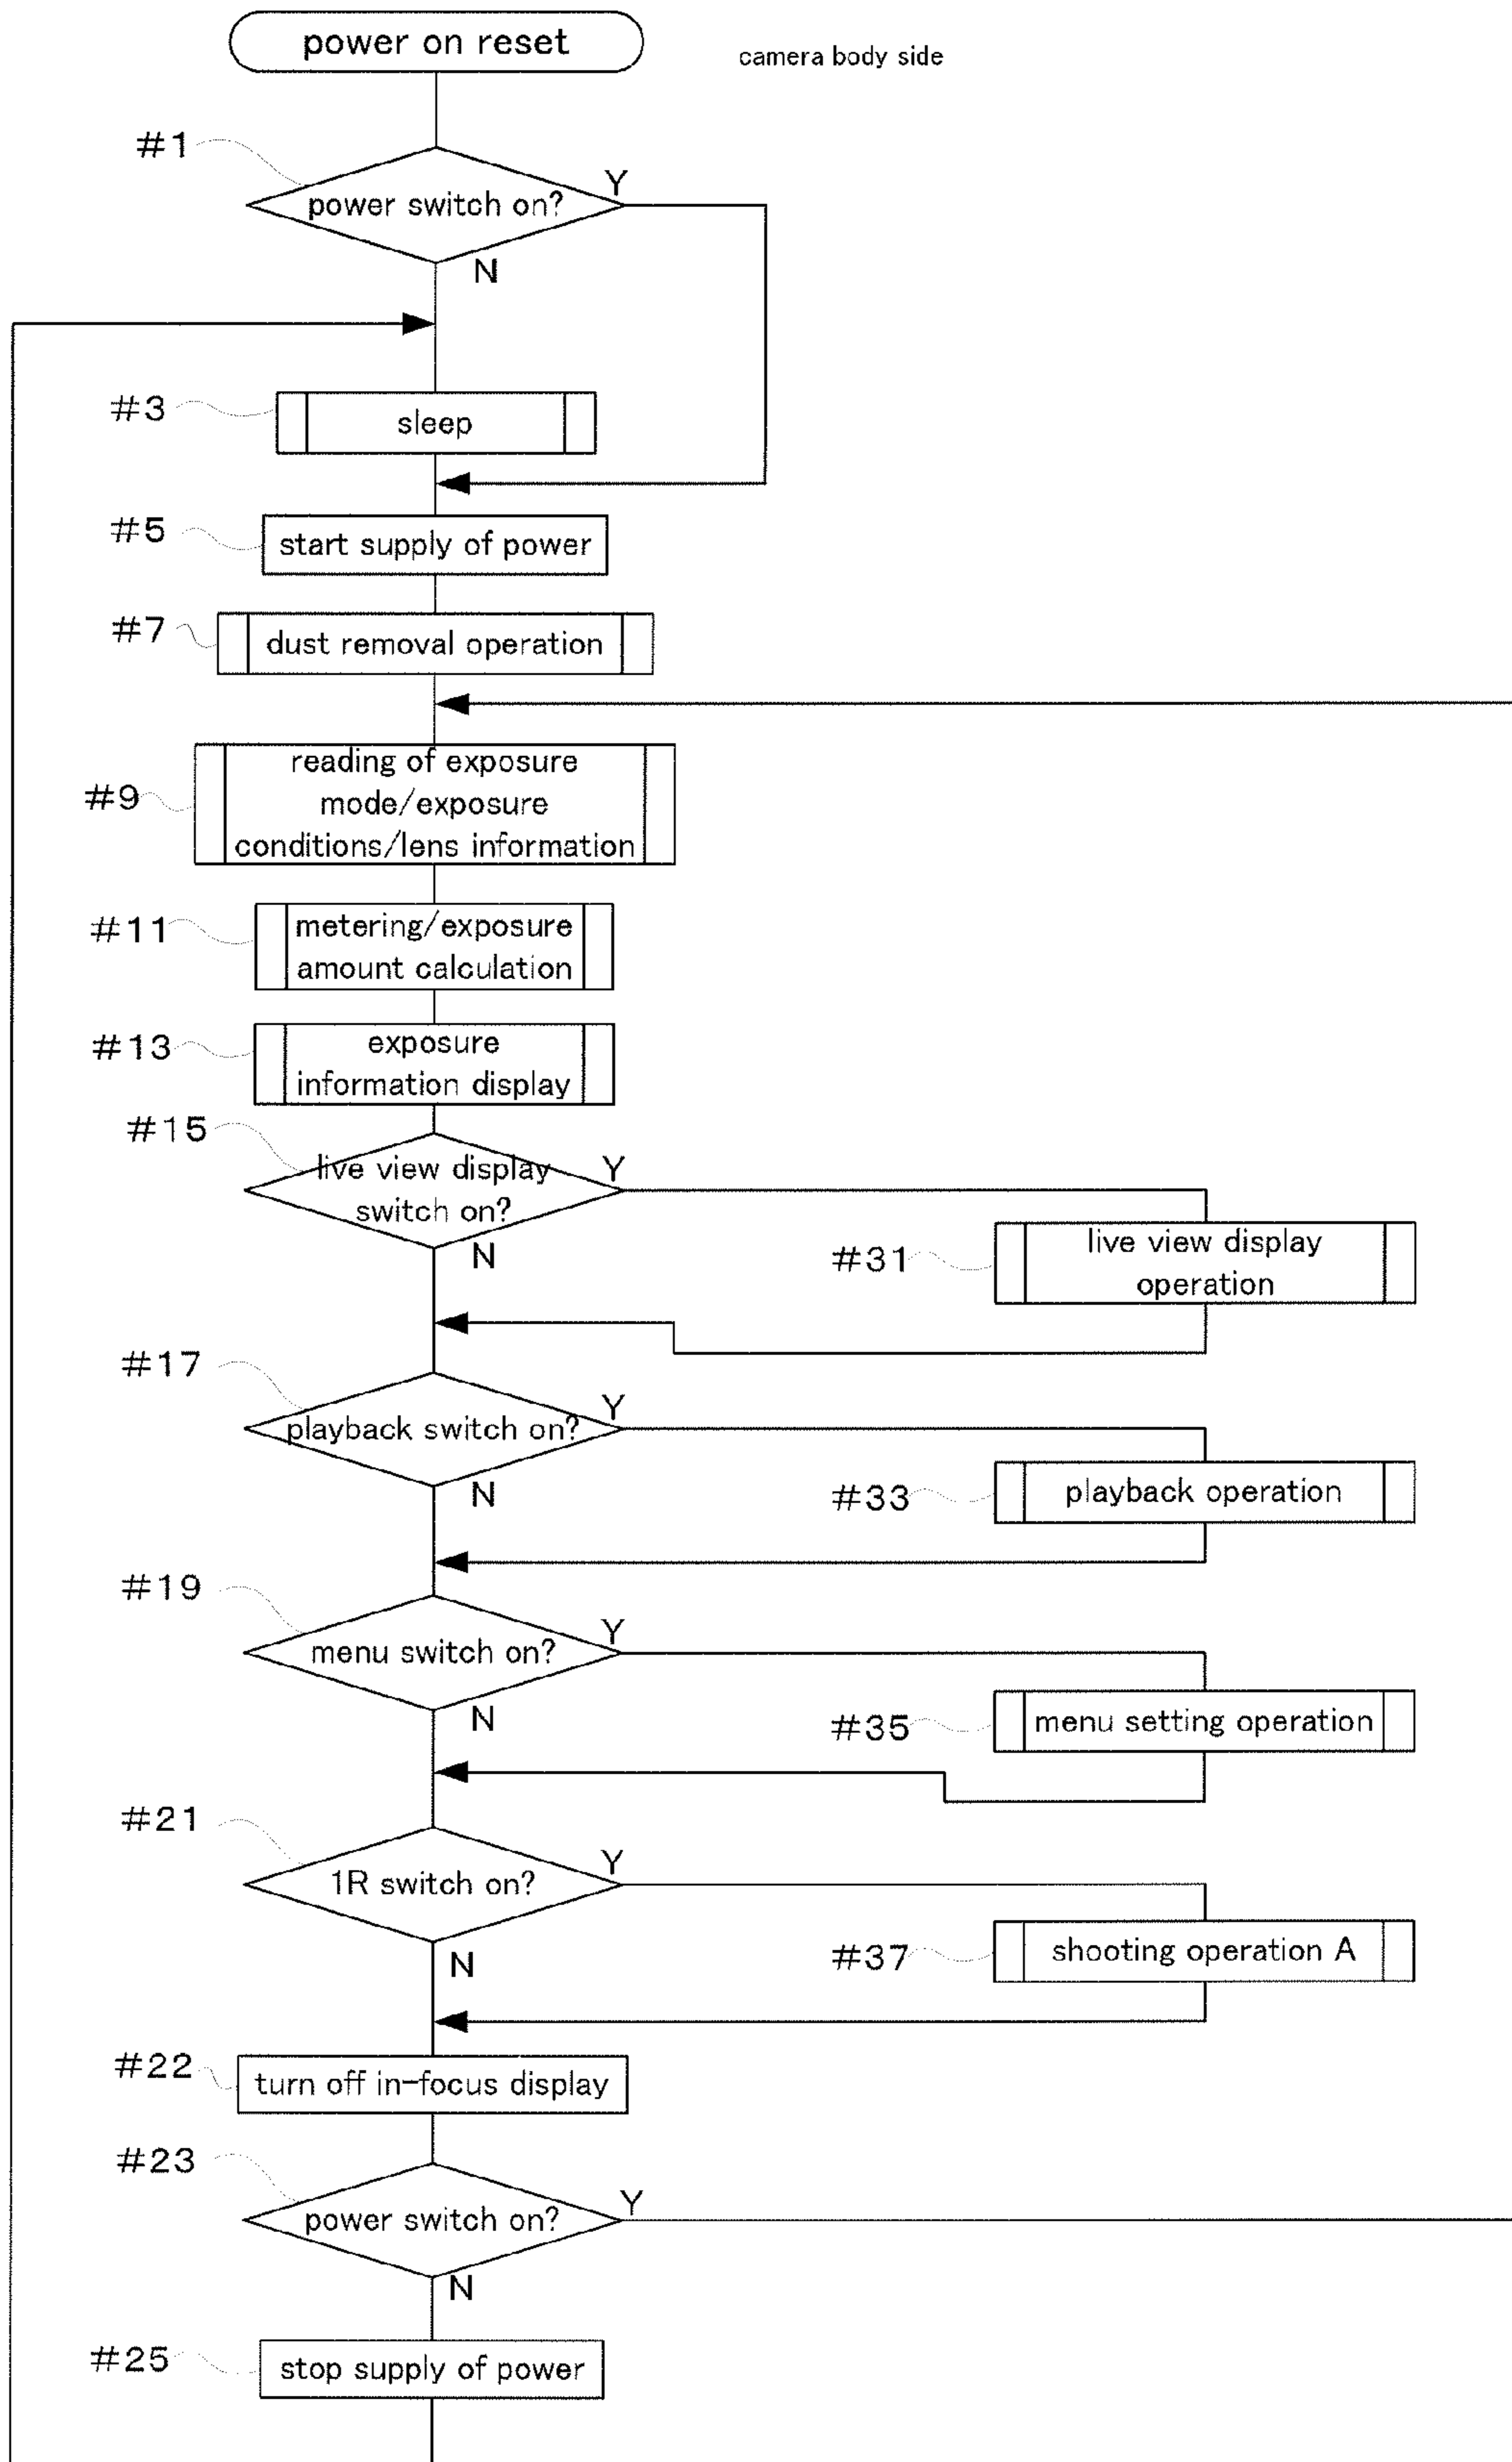 power on reset
camera body side
#1
power switch on?
Y
N
#3
sleep
#5
start supply of power
#7
dust removal operation
#9
reading of exposure
mode/exposure
conditions/lens information
#11
metering/exposure
amount calculation
#13
exposure
information display
#15
live view display
switch on?
Y
N
#31
live view display
operation
#17
playback switch on?
Y
N
#33
playback operation
#19
menu switch on?
Y
N
#35
menu setting operation
#21
1R switch on?
Y
N
#37
shooting operation A
#22
turn off in-focus display
#23
power switch on?
Y
N
#25
stop supply of power